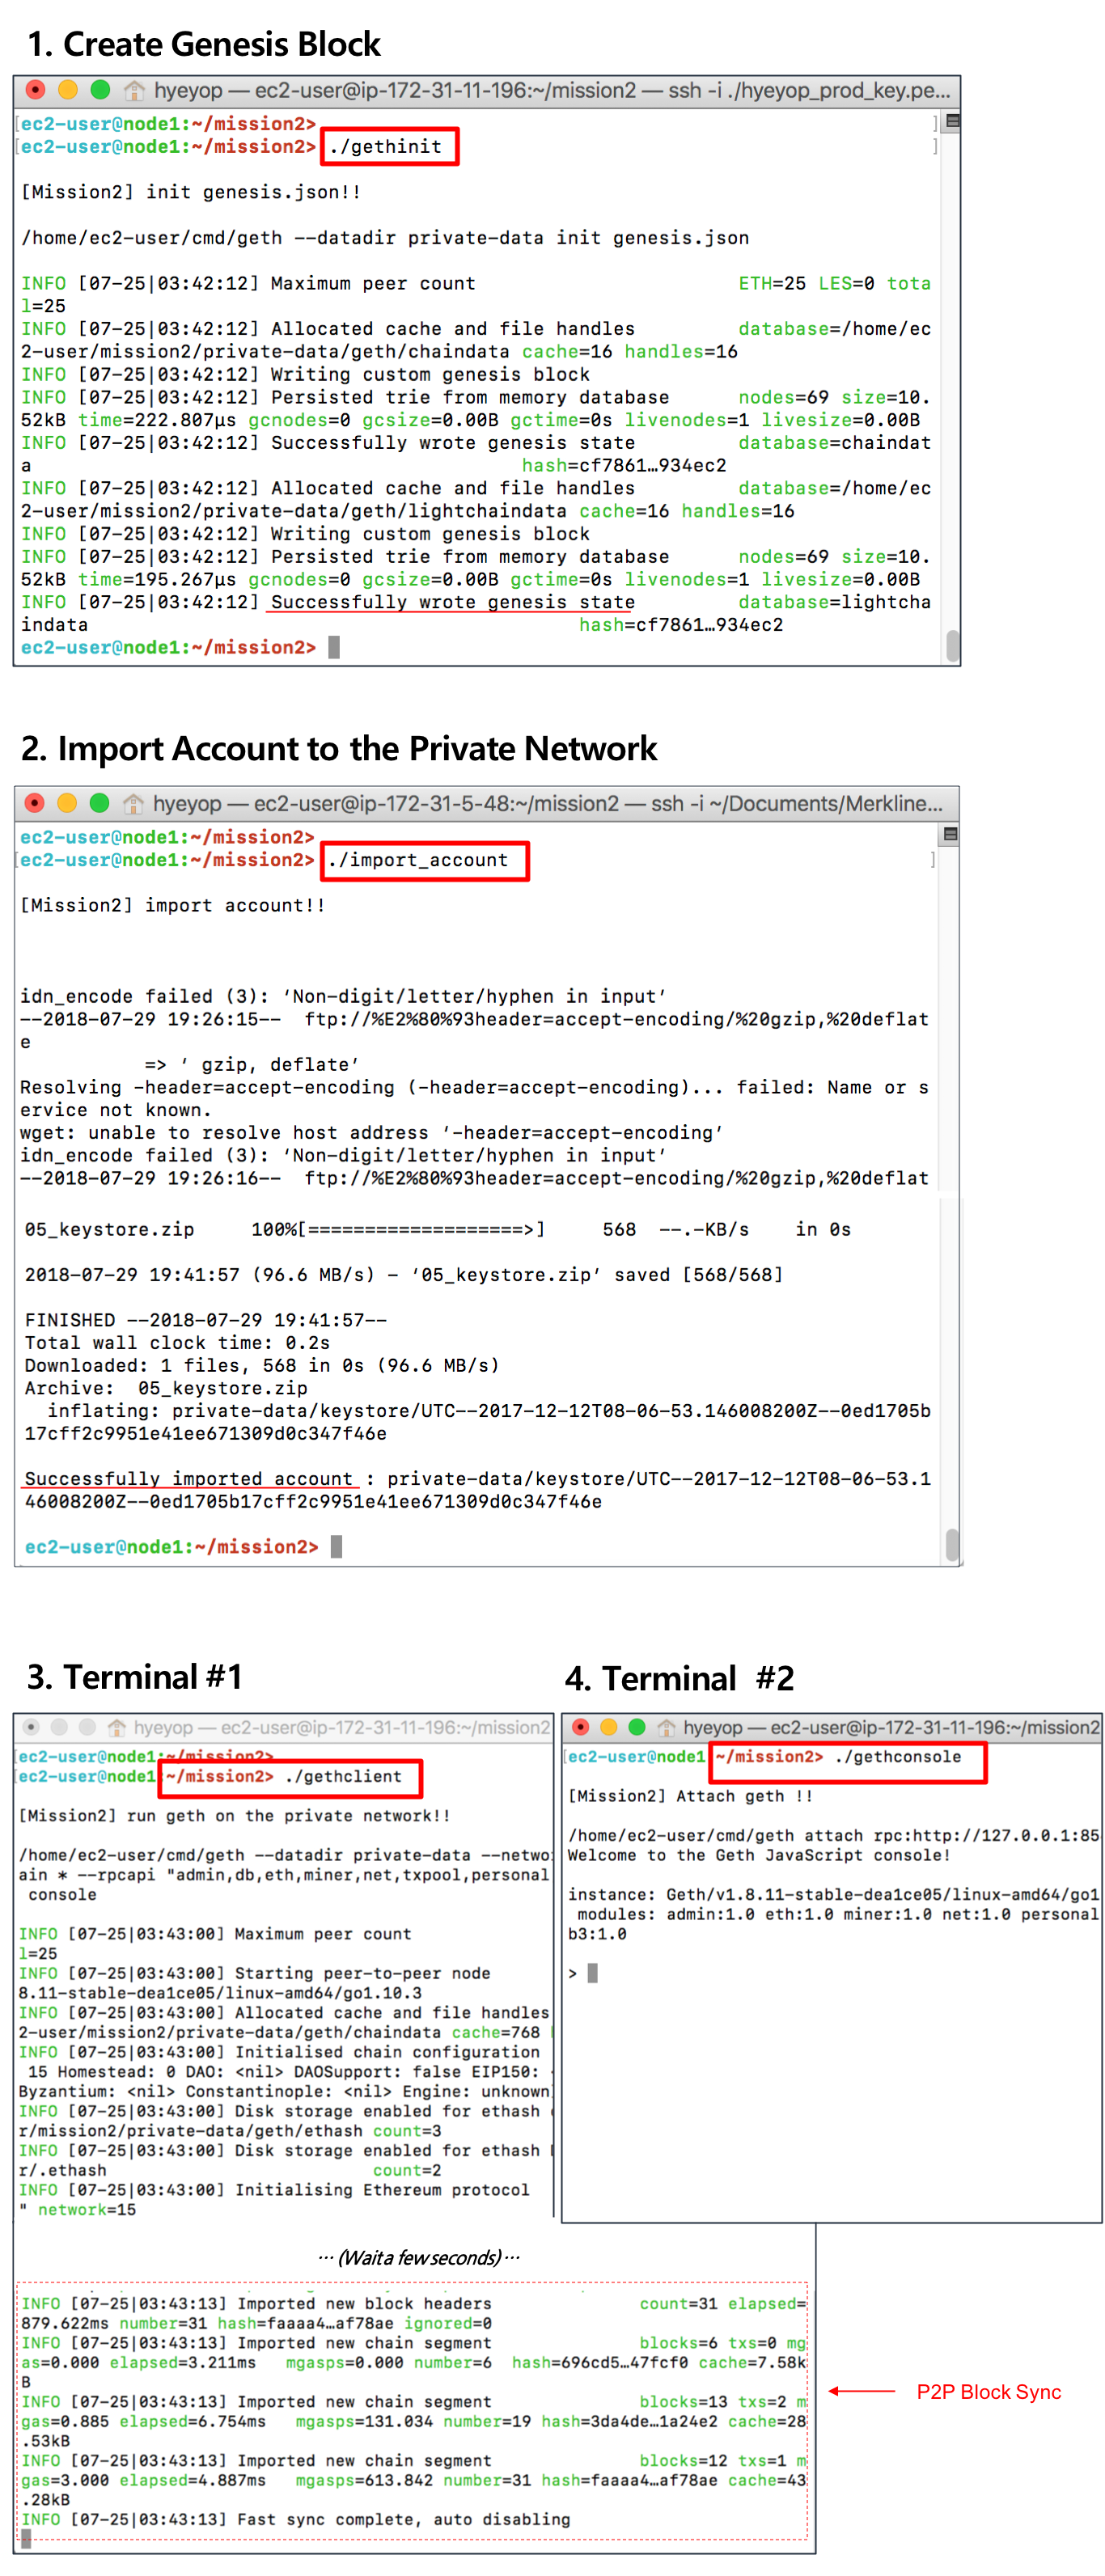 1. Create Genesis Block
hyeyop — ec2-user@ip-172-31-11-196:~/mission2 — ssh -i ./hyeyop_prod_key.pe...
[ec2-user@node1:~/mission2> ]
[ec2-user@node1:~/mission2> ./gethinit ]
[Mission2] init genesis.json!!
/home/ec2-user/cmd/geth --datadir private-data init genesis.json
INFO [07-25|03:42:12] Maximum peer count ETH=25 LES=0 tota
l=25
INFO [07-25|03:42:12] Allocated cache and file handles database=/home/ec
2-user/mission2/private-data/geth/chaindata cache=16 handles=16
INFO [07-25|03:42:12] Writing custom genesis block
INFO [07-25|03:42:12] Persisted trie from memory database nodes=69 size=10.
52kB time=222.807µs gcnodes=0 gcsize=0.00B gctime=0s livenodes=1 livesize=0.00B
INFO [07-25|03:42:12] Successfully wrote genesis state database=chaindat
a hash=cf7861…934ec2
INFO [07-25|03:42:12] Allocated cache and file handles database=/home/ec
2-user/mission2/private-data/geth/lightchaindata cache=16 handles=16
INFO [07-25|03:42:12] Writing custom genesis block
INFO [07-25|03:42:12] Persisted trie from memory database nodes=69 size=10.
52kB time=195.267µs gcnodes=0 gcsize=0.00B gctime=0s livenodes=1 livesize=0.00B
INFO [07-25|03:42:12] Successfully wrote genesis state database=lightcha
indata hash=cf7861…934ec2
ec2-user@node1:~/mission2>
2. Import Account to the Private Network
hyeyop — ec2-user@ip-172-31-5-48:~/mission2 — ssh -i ~/Documents/Merkline...
ec2-user@node1:~/mission2>
[ec2-user@node1:~/mission2> ./import_account ]
[Mission2] import account!!
idn_encode failed (3): ‘Non-digit/letter/hyphen in input’
--2018-07-29 19:26:15-- ftp://%E2%80%93header=accept-encoding/%20gzip,%20deflat
e
=> ‘ gzip, deflate’
Resolving -header=accept-encoding (-header=accept-encoding)... failed: Name or s
ervice not known.
wget: unable to resolve host address ‘-header=accept-encoding’
idn_encode failed (3): ‘Non-digit/letter/hyphen in input’
--2018-07-29 19:26:16-- ftp://%E2%80%93header=accept-encoding/%20gzip,%20deflat
05_keystore.zip 100%[===================>] 568 --.-KB/s in 0s
2018-07-29 19:41:57 (96.6 MB/s) - ‘05_keystore.zip’ saved [568/568]
FINISHED --2018-07-29 19:41:57--
Total wall clock time: 0.2s
Downloaded: 1 files, 568 in 0s (96.6 MB/s)
Archive: 05_keystore.zip
inflating: private-data/keystore/UTC--2017-12-12T08-06-53.146008200Z--0ed1705b
17cff2c9951e41ee671309d0c347f46e
Successfully imported account : private-data/keystore/UTC--2017-12-12T08-06-53.1
46008200Z--0ed1705b17cff2c9951e41ee671309d0c347f46e
ec2-user@node1:~/mission2>
3. Terminal #1
hyeyop — ec2-user@ip-172-31-11-196:~/mission2
[ec2-user@node1:~/mission2>
[ec2-user@node1:~/mission2> ./gethclient
[Mission2] run geth on the private network!!
/home/ec2-user/cmd/geth --datadir private-data --netwo
ain * --rpcapi "admin,db,eth,miner,net,txpool,personal
console
INFO [07-25|03:43:00] Maximum peer count
l=25
INFO [07-25|03:43:00] Starting peer-to-peer node
8.11-stable-dea1ce05/linux-amd64/go1.10.3
INFO [07-25|03:43:00] Allocated cache and file handles
2-user/mission2/private-data/geth/chaindata cache=768
INFO [07-25|03:43:00] Initialised chain configuration
15 Homestead: 0 DAO: <nil> DAOSupport: false EIP150:
Byzantium: <nil> Constantinople: <nil> Engine: unknown
INFO [07-25|03:43:00] Disk storage enabled for ethash
r/mission2/private-data/geth/ethash count=3
INFO [07-25|03:43:00] Disk storage enabled for ethash
r/.ethash count=2
INFO [07-25|03:43:00] Initialising Ethereum protocol
" network=15
4. Terminal #2
hyeyop — ec2-user@ip-172-31-11-196:~/mission2
[ec2-user@node1 ~/mission2> ./gethconsole
[Mission2] Attach geth !!
/home/ec2-user/cmd/geth attach rpc:http://127.0.0.1:85
Welcome to the Geth JavaScript console!
instance: Geth/v1.8.11-stable-dea1ce05/linux-amd64/go1
modules: admin:1.0 eth:1.0 miner:1.0 net:1.0 personal
b3:1.0
>
··· (Wait a few seconds) ···
INFO [07-25|03:43:13] Imported new block headers count=31 elapsed=
879.622ms number=31 hash=faaaa4…af78ae ignored=0
INFO [07-25|03:43:13] Imported new chain segment blocks=6 txs=0 mg
as=0.000 elapsed=3.211ms mgasps=0.000 number=6 hash=696cd5…47fcf0 cache=7.58k
B
INFO [07-25|03:43:13] Imported new chain segment blocks=13 txs=2 m
gas=0.885 elapsed=6.754ms mgasps=131.034 number=19 hash=3da4de…1a24e2 cache=28
.53kB
INFO [07-25|03:43:13] Imported new chain segment blocks=12 txs=1 m
gas=3.000 elapsed=4.887ms mgasps=613.842 number=31 hash=faaaa4…af78ae cache=43
.28kB
INFO [07-25|03:43:13] Fast sync complete, auto disabling
P2P Block Sync